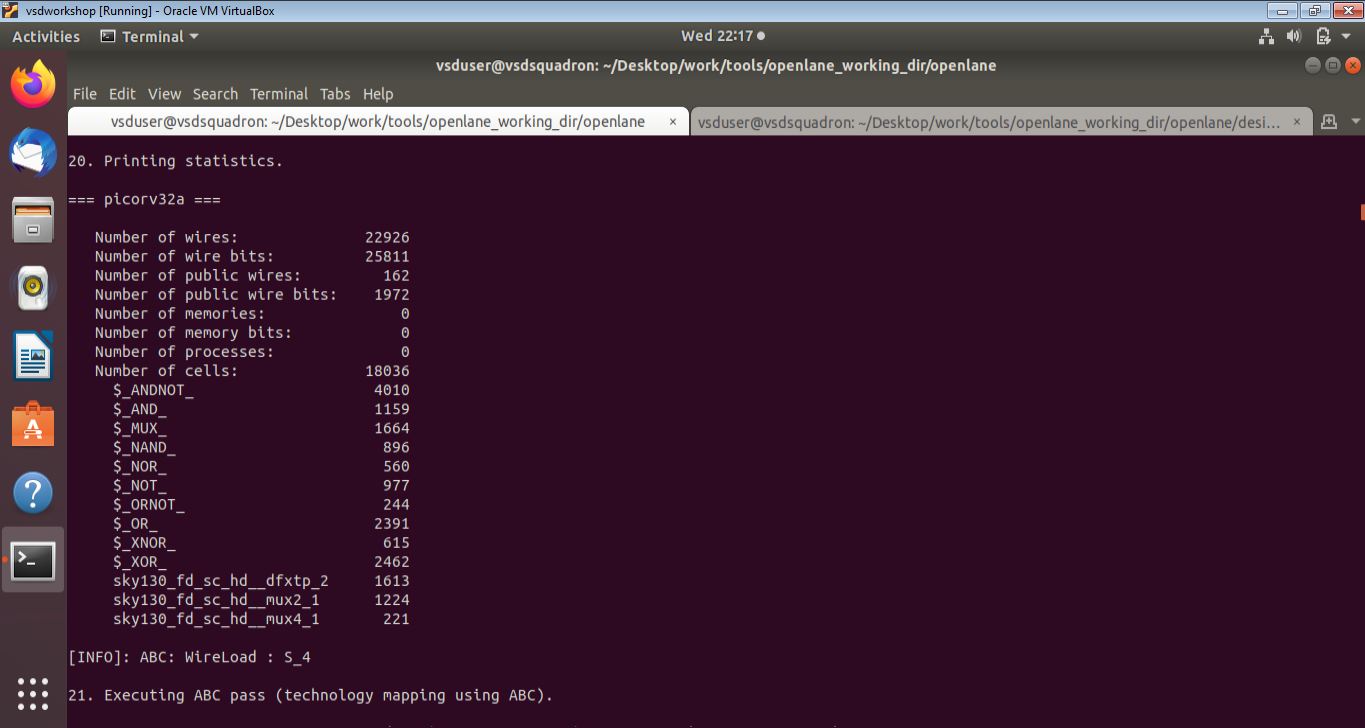 vsdworkshop [Running] - Oracle VM VirtualBox
Activities Terminal Wed 22:17
vsduser@vsdsquadron: ~/Desktop/work/tools/openlane_working_dir/openlane
File Edit View Search Terminal Tabs Help
vsduser@vsdsquadron: ~/Desktop/work/tools/openlane_working_dir/openlane × vsduser@vsdsquadron: ~/Desktop/work/tools/openlane_working_dir/openlane/desi... ×
20. Printing statistics.
=== picorv32a ===
Number of wires: 22926
Number of wire bits: 25811
Number of public wires: 162
Number of public wire bits: 1972
Number of memories: 0
Number of memory bits: 0
Number of processes: 0
Number of cells: 18036
$_ANDNOT_ 4010
$_AND_ 1159
$_MUX_ 1664
$_NAND_ 896
$_NOR_ 560
$_NOT_ 977
$_ORNOT_ 244
$_OR_ 2391
$_XNOR_ 615
$_XOR_ 2462
sky130_fd_sc_hd__dfxtp_2 1613
sky130_fd_sc_hd__mux2_1 1224
sky130_fd_sc_hd__mux4_1 221
[INFO]: ABC: WireLoad : S_4
21. Executing ABC pass (technology mapping using ABC).